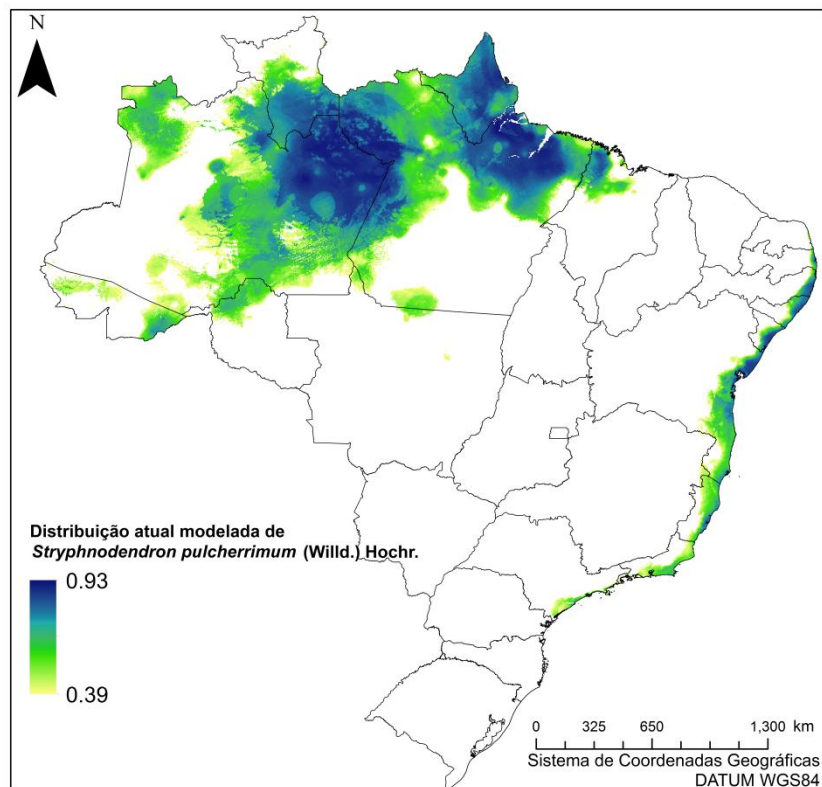 N
Distribuição atual modelada de
Stryphnodendron pulcherrimum (Willd.) Hochr.
0.93
0.39
0 325 650 1,300 km
Sistema de Coordenadas Geográficas
DATUM WGS84